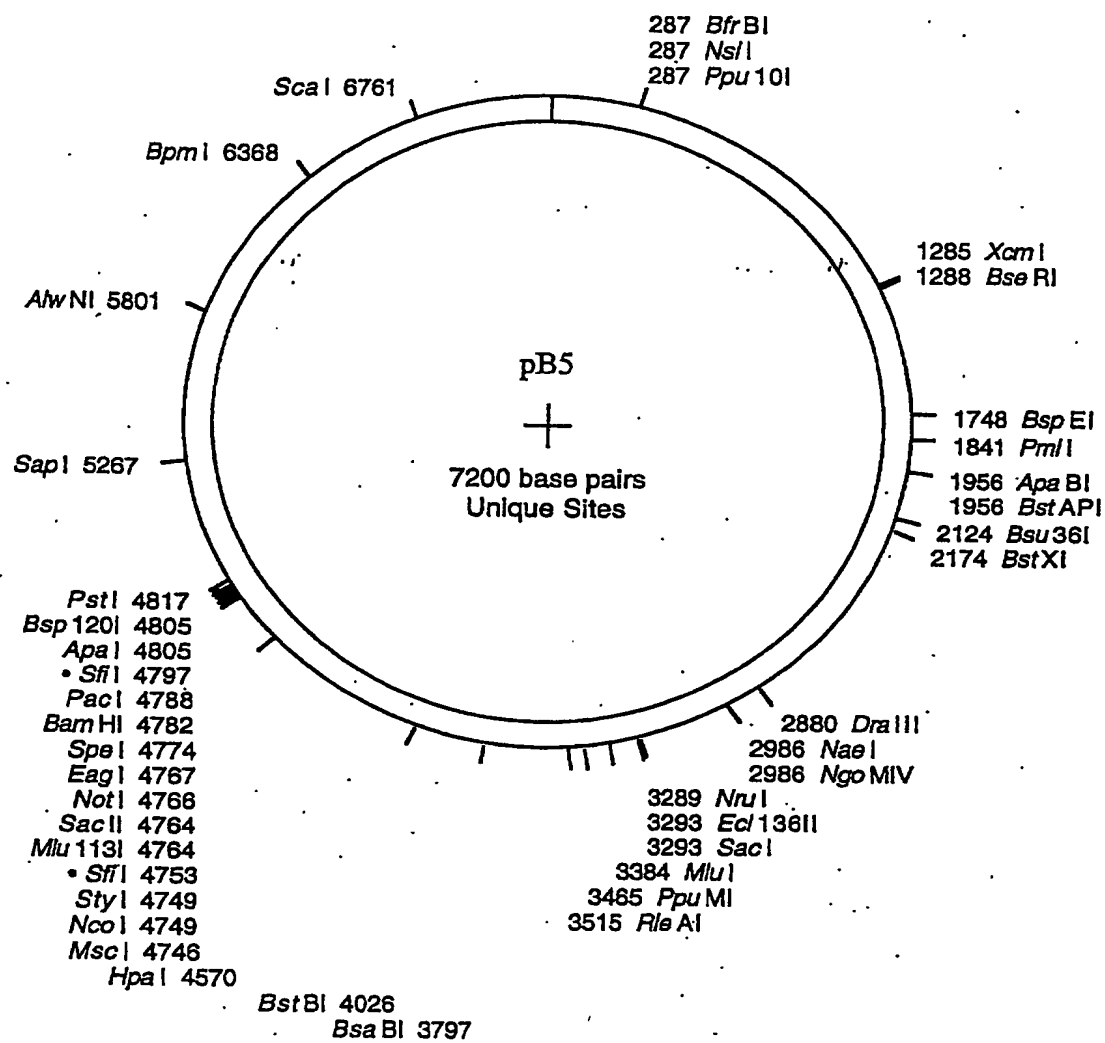 287 BfrBI
287 NsiI
287 Ppu10I
ScaI 6761
BpmI 6368
1285 XcmI
1288 BseRI
AlwNI 5801
pB5
7200 base pairs
Unique Sites
1748 BspEI
1841 PmlI
1956 ApaBI
1956 BstAPI
2124 Bsu36I
2174 BstXI
SapI 5267
PstI 4817
Bsp120I 4805
ApaI 4805
• SfiI 4797
PacI 4788
BamHI 4782
SpeI 4774
EagI 4767
NotI 4766
SacII 4764
Mlu113I 4764
• SfiI 4753
StyI 4749
NcoI 4749
MscI 4746
HpaI 4570
BstBI 4026
BsaBI 3797
2880 DraIII
2986 NaeI
2986 NgoMIV
3289 NruI
3293 Ecl136II
3293 SacI
3384 MluI
3465 PpuMI
3515 RleAI